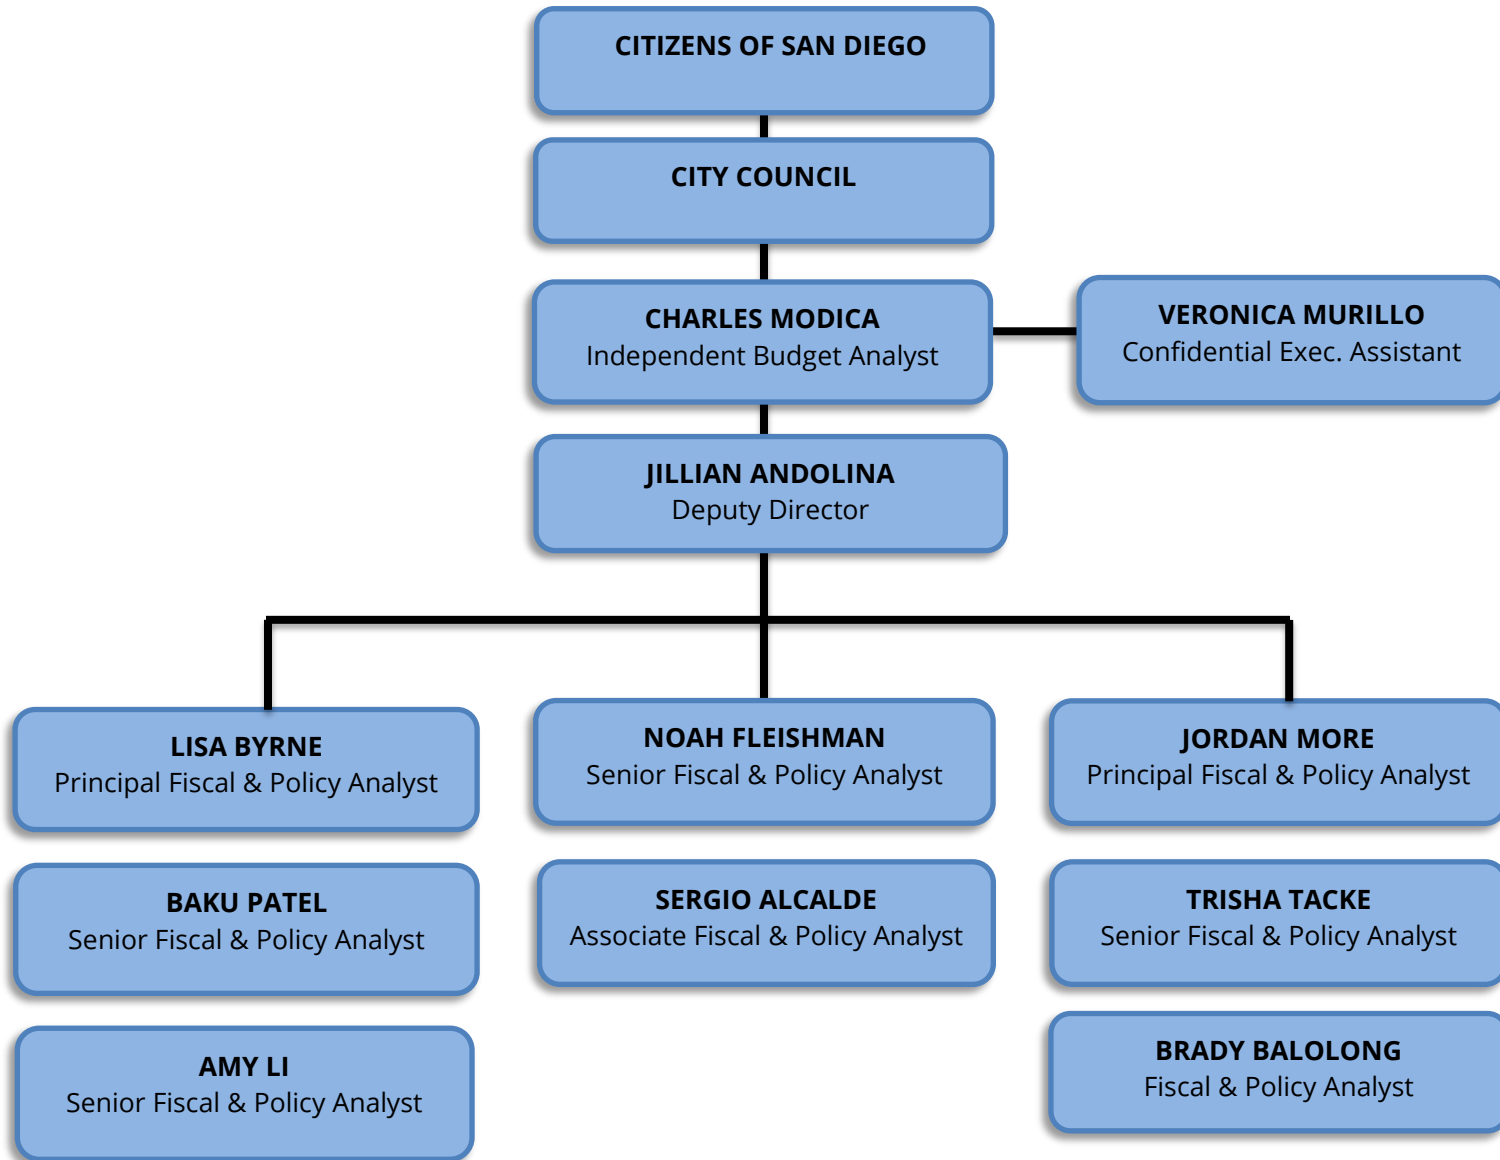 CITIZENS OF SAN DIEGO
CITY COUNCIL
CHARLES MODICA
Independent Budget Analyst
VERONICA MURILLO
Confidential Exec. Assistant
JILLIAN ANDOLINA
Deputy Director
LISA BYRNE
Principal Fiscal & Policy Analyst
NOAH FLEISHMAN
Senior Fiscal & Policy Analyst
JORDAN MORE
Principal Fiscal & Policy Analyst
BAKU PATEL
Senior Fiscal & Policy Analyst
SERGIO ALCALDE
Associate Fiscal & Policy Analyst
TRISHA TACKE
Senior Fiscal & Policy Analyst
AMY LI
Senior Fiscal & Policy Analyst
BRADY BALOLONG
Fiscal & Policy Analyst